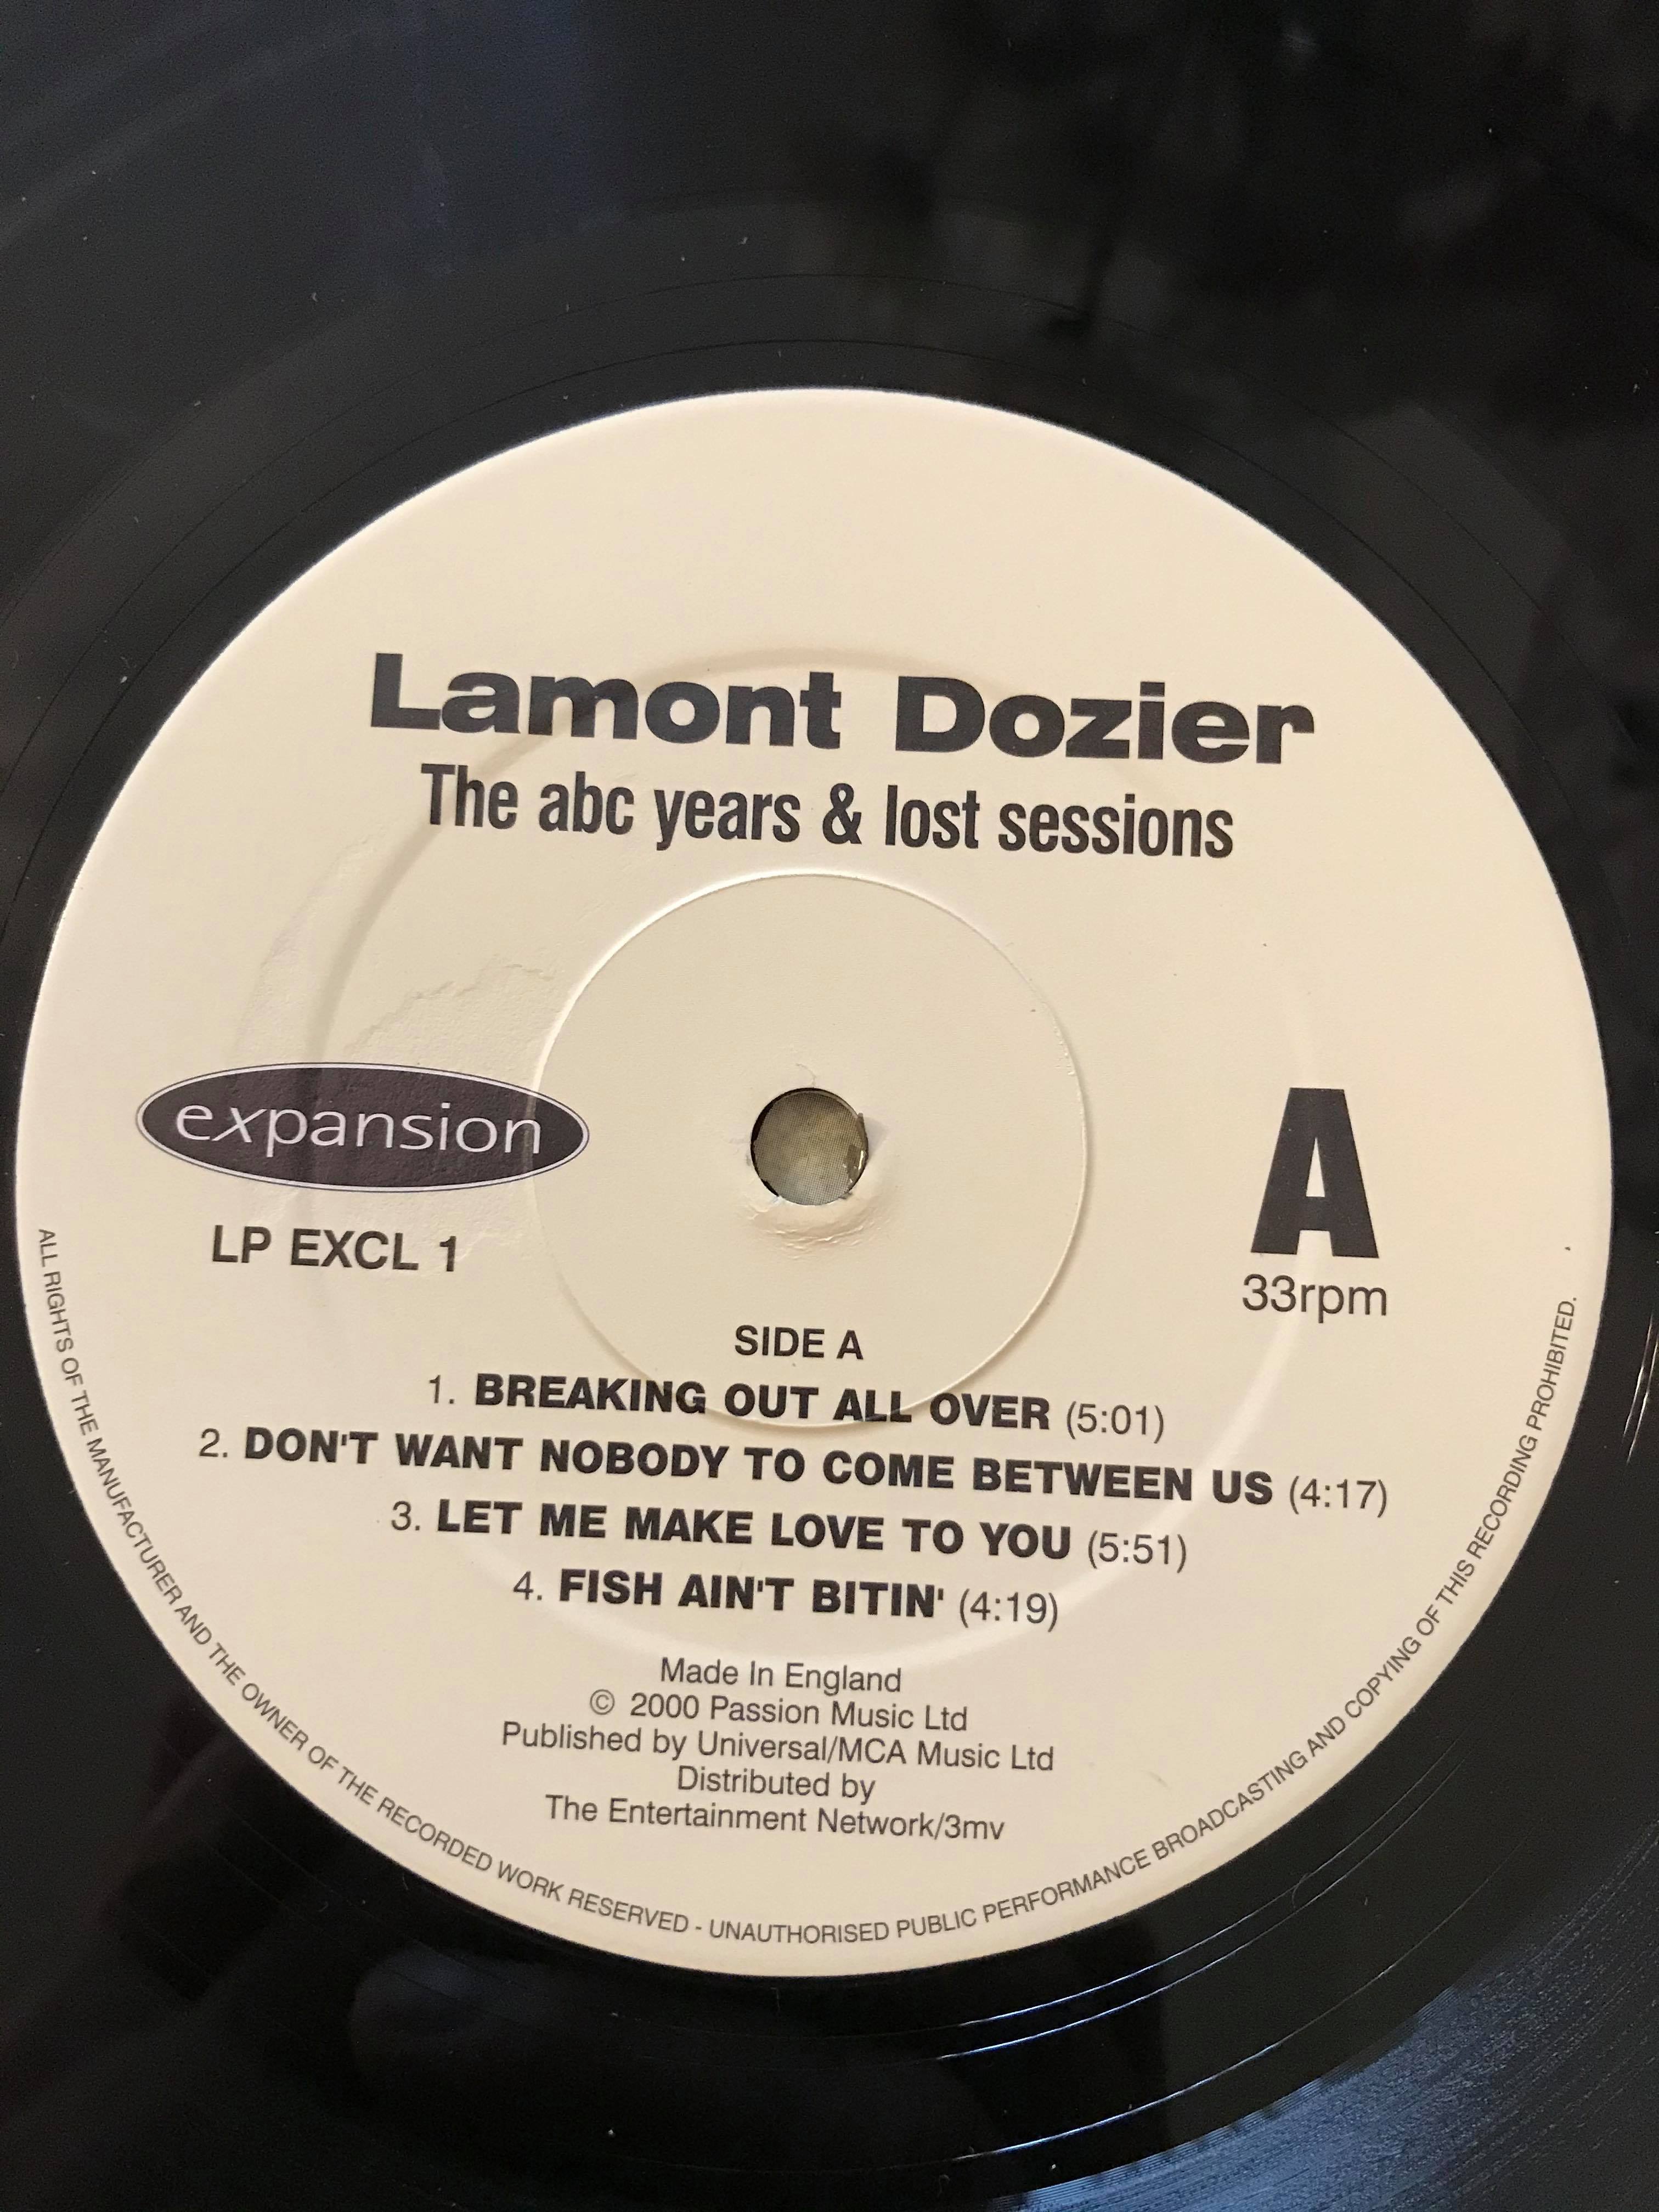 Lamont Dozier
The abc years & lost sessions
expansion
LP EXCL 1
A
33rpm
SIDE A
1. BREAKING OUT ALL OVER (5:01)
2. DON'T WANT NOBODY TO COME BETWEEN US (4:17)
3. LET ME MAKE LOVE TO YOU (5:51)
4. FISH AIN'T BITIN' (4:19)
Made In England
© 2000 Passion Music Ltd
Published by Universal/MCA Music Ltd
Distributed by
The Entertainment Network/3mv
ALL RIGHTS OF THE MANUFACTURER AND THE OWNER OF THE RECORDED WORK RESERVED - UNAUTHORISED PUBLIC PERFORMANCE BROADCASTING AND COPYING OF THIS RECORDING PROHIBITED.